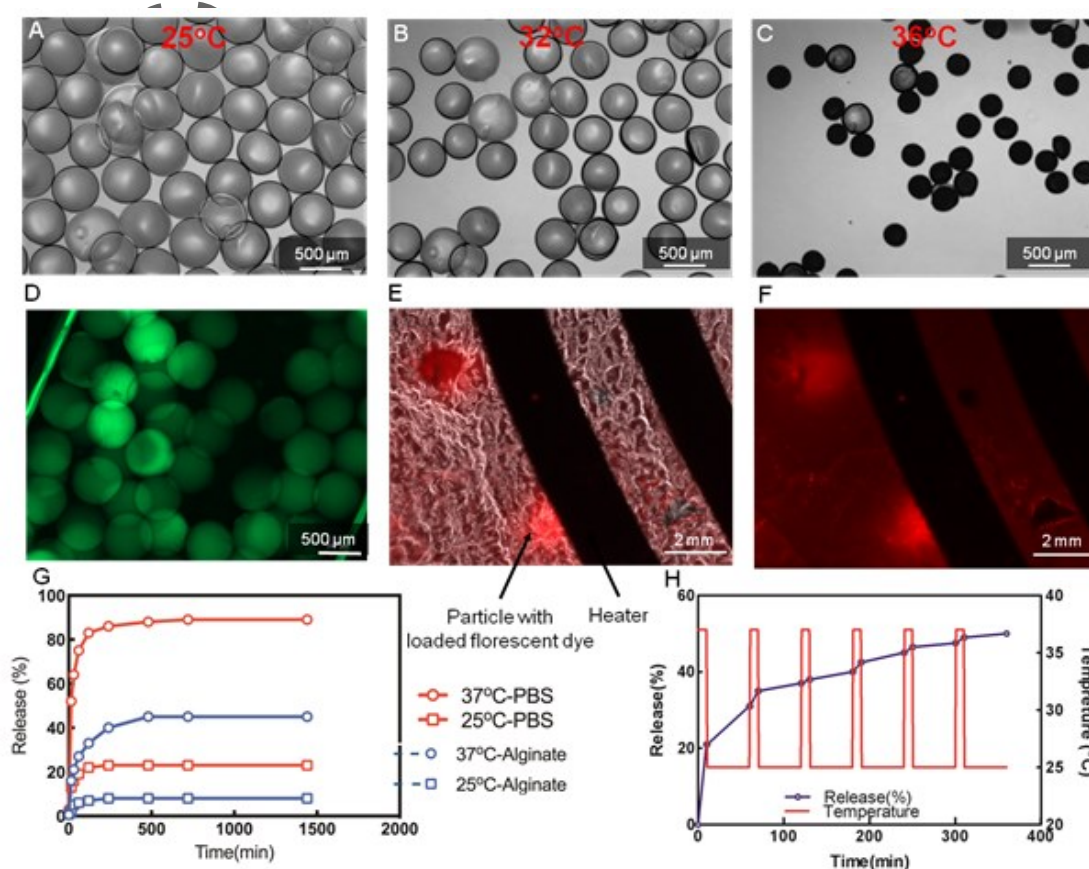 A
25°C
500 µm
B
32°C
500 µm
C
36°C
500 µm
D
500 µm
E
2 mm
F
2 mm
Particle with
loaded florescent dye
Heater
G
Release (%)
100
80
60
40
20
0
0
500
1000
1500
2000
Time(min)
37°C-PBS
25°C-PBS
37°C-Alginate
25°C-Alginate
H
Release(%)
60
40
20
0
0
100
200
300
400
Time(min)
40
35
30
25
20
Tempreture (°C)
Release(%)
Temperature